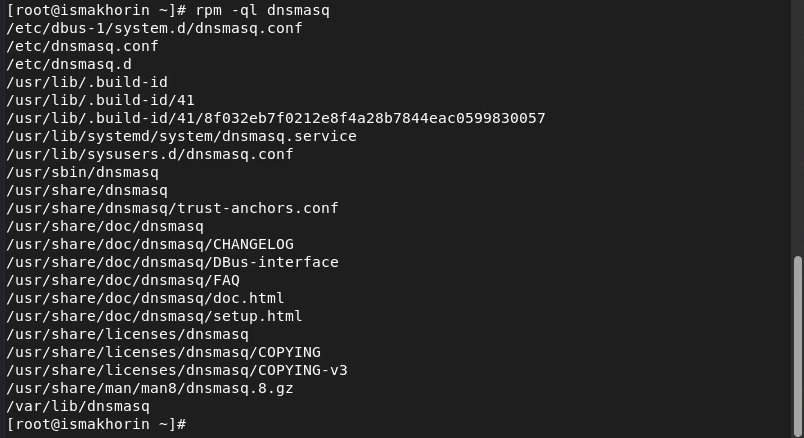 [root@ismakhorin ~]# rpm -ql dnsmasq
/etc/dbus-1/system.d/dnsmasq.conf
/etc/dnsmasq.conf
/etc/dnsmasq.d
/usr/lib/.build-id
/usr/lib/.build-id/41
/usr/lib/.build-id/41/8f032eb7f0212e8f4a28b7844eac0599830057
/usr/lib/systemd/system/dnsmasq.service
/usr/lib/sysusers.d/dnsmasq.conf
/usr/sbin/dnsmasq
/usr/share/dnsmasq
/usr/share/dnsmasq/trust-anchors.conf
/usr/share/doc/dnsmasq
/usr/share/doc/dnsmasq/CHANGELOG
/usr/share/doc/dnsmasq/DBus-interface
/usr/share/doc/dnsmasq/FAQ
/usr/share/doc/dnsmasq/doc.html
/usr/share/doc/dnsmasq/setup.html
/usr/share/licenses/dnsmasq
/usr/share/licenses/dnsmasq/COPYING
/usr/share/licenses/dnsmasq/COPYING-v3
/usr/share/man/man8/dnsmasq.8.gz
/var/lib/dnsmasq
[root@ismakhorin ~]#